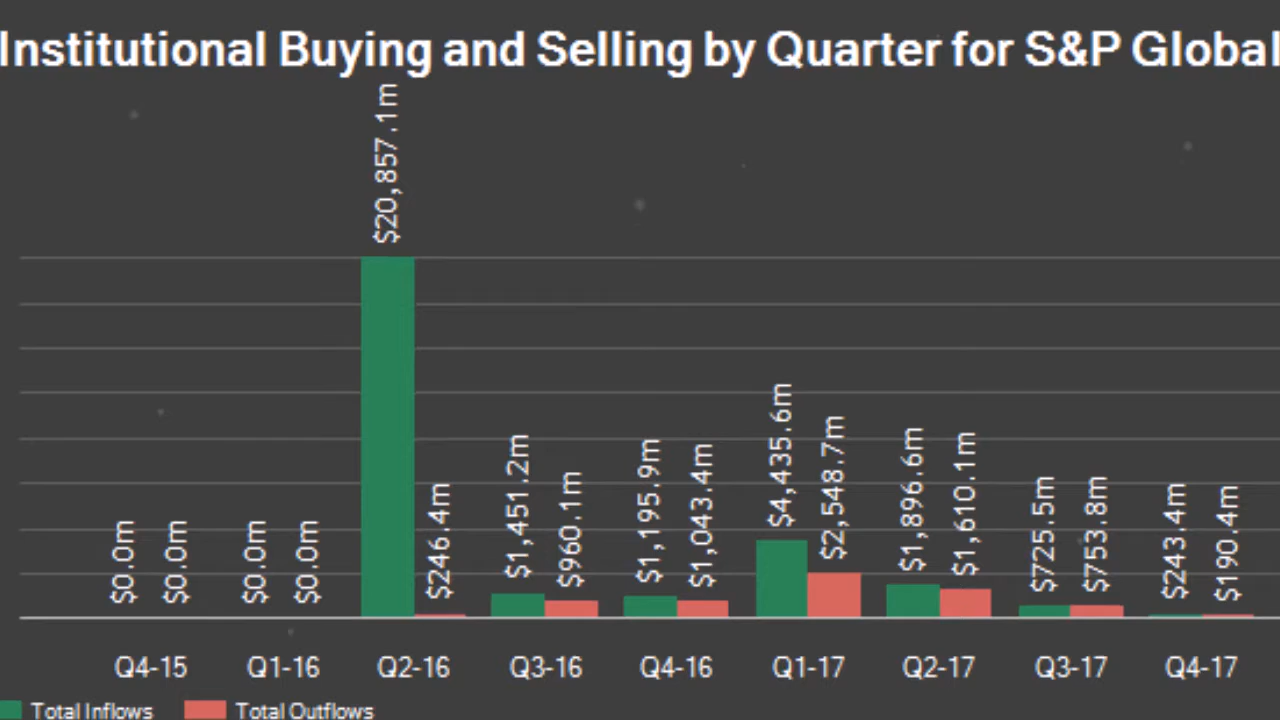 Institutional Buying and Selling by Quarter for S&P Global
$0.0m $0.0m $0.0m $0.0m $20,857.1m $246.4m $1,451.2m $960.1m $1,195.9m $1,043.4m $4,435.6m $2,548.7m $1,896.6m $1,610.1m $725.5m $753.8m $243.4m $190.4m
Q4-15 Q1-16 Q2-16 Q3-16 Q4-16 Q1-17 Q2-17 Q3-17 Q4-17
Total Inflows Total Outflows